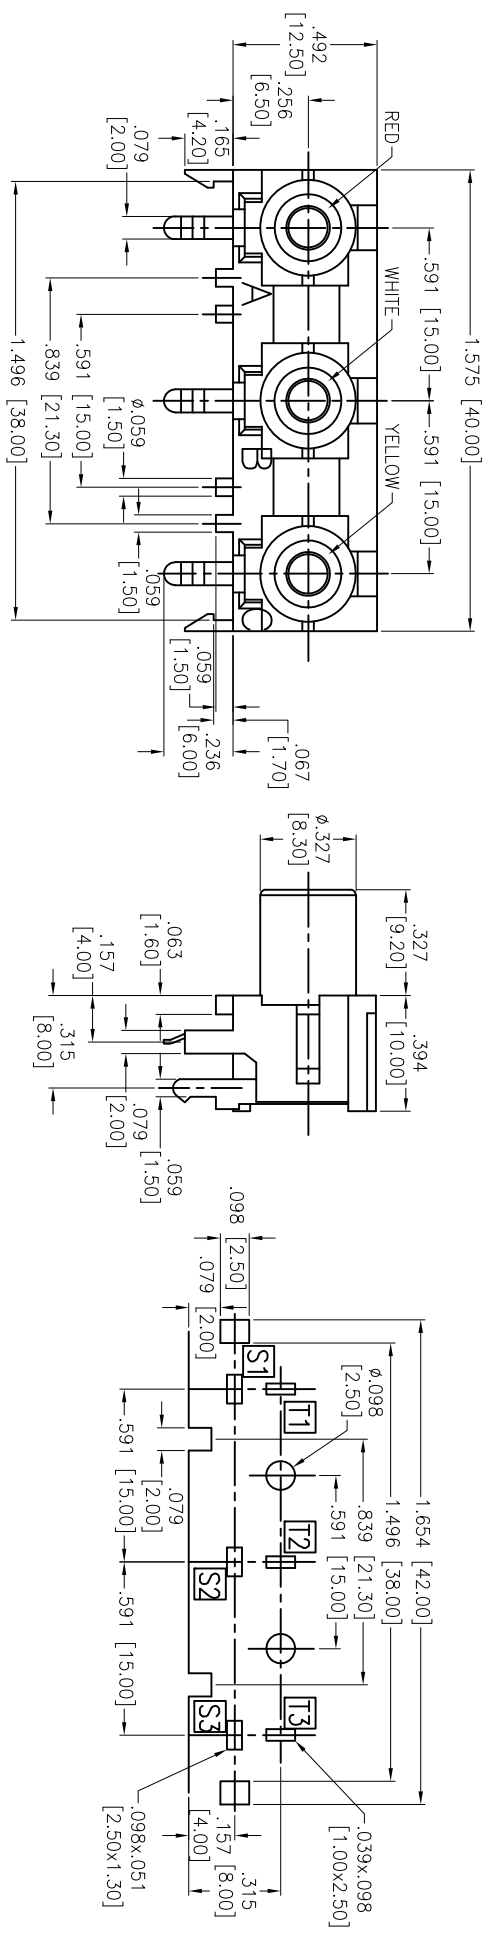 1.575 [40.00]
.591 [15.00]
.591 [15.00]
RED
WHITE
YELLOW
.492
[12.50]
.256
[6.50]
.165
[4.20]
.079
[2.00]
A
B
C
.591 [15.00]
.839 [21.30]
1.496 [38.00]
ø.059
[1.50]
.059
[1.50]
.059
[1.50]
.236
[6.00]
.067
[1.70]
ø.327
[8.30]
.327
[9.20]
.394
[10.00]
.063
[1.60]
.157
[4.00]
.315
[8.00]
.079
[2.00]
.059
[1.50]
1.654 [42.00]
1.496 [38.00]
.839 [21.30]
.591 [15.00]
ø.098
[2.50]
.098 [2.50]
.079 [2.00]
S1
T1
T2
S2
T3
S3
.079
[2.00]
.591 [15.00]
.591 [15.00]
.039x.098
[1.00x2.50]
.098x.051
[2.50x1.30]
.157
[4.00]
.315
[8.00]